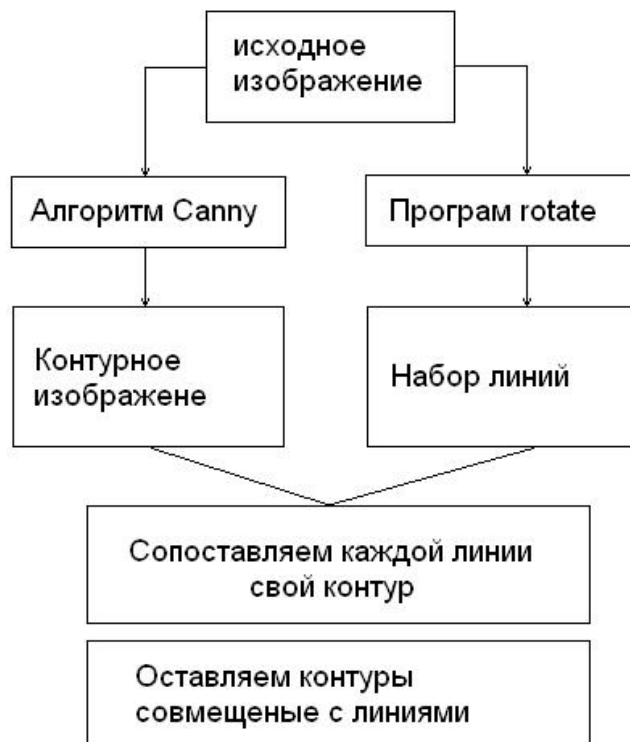 исходное
изображение
Алгоритм Canny
Програм rotate
Контурное
изображене
Набор линий
Сопоставляем каждой линии
свой контур
Оставляем контуры
совмещеные с линиями